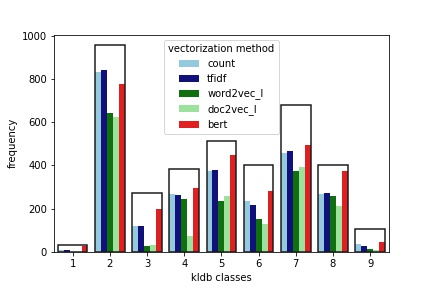 1000
800
600
400
200
0
frequency
vectorization method
count
tfidf
word2vec_l
doc2vec_l
bert
1 2 3 4 5 6 7 8 9
kldb classes